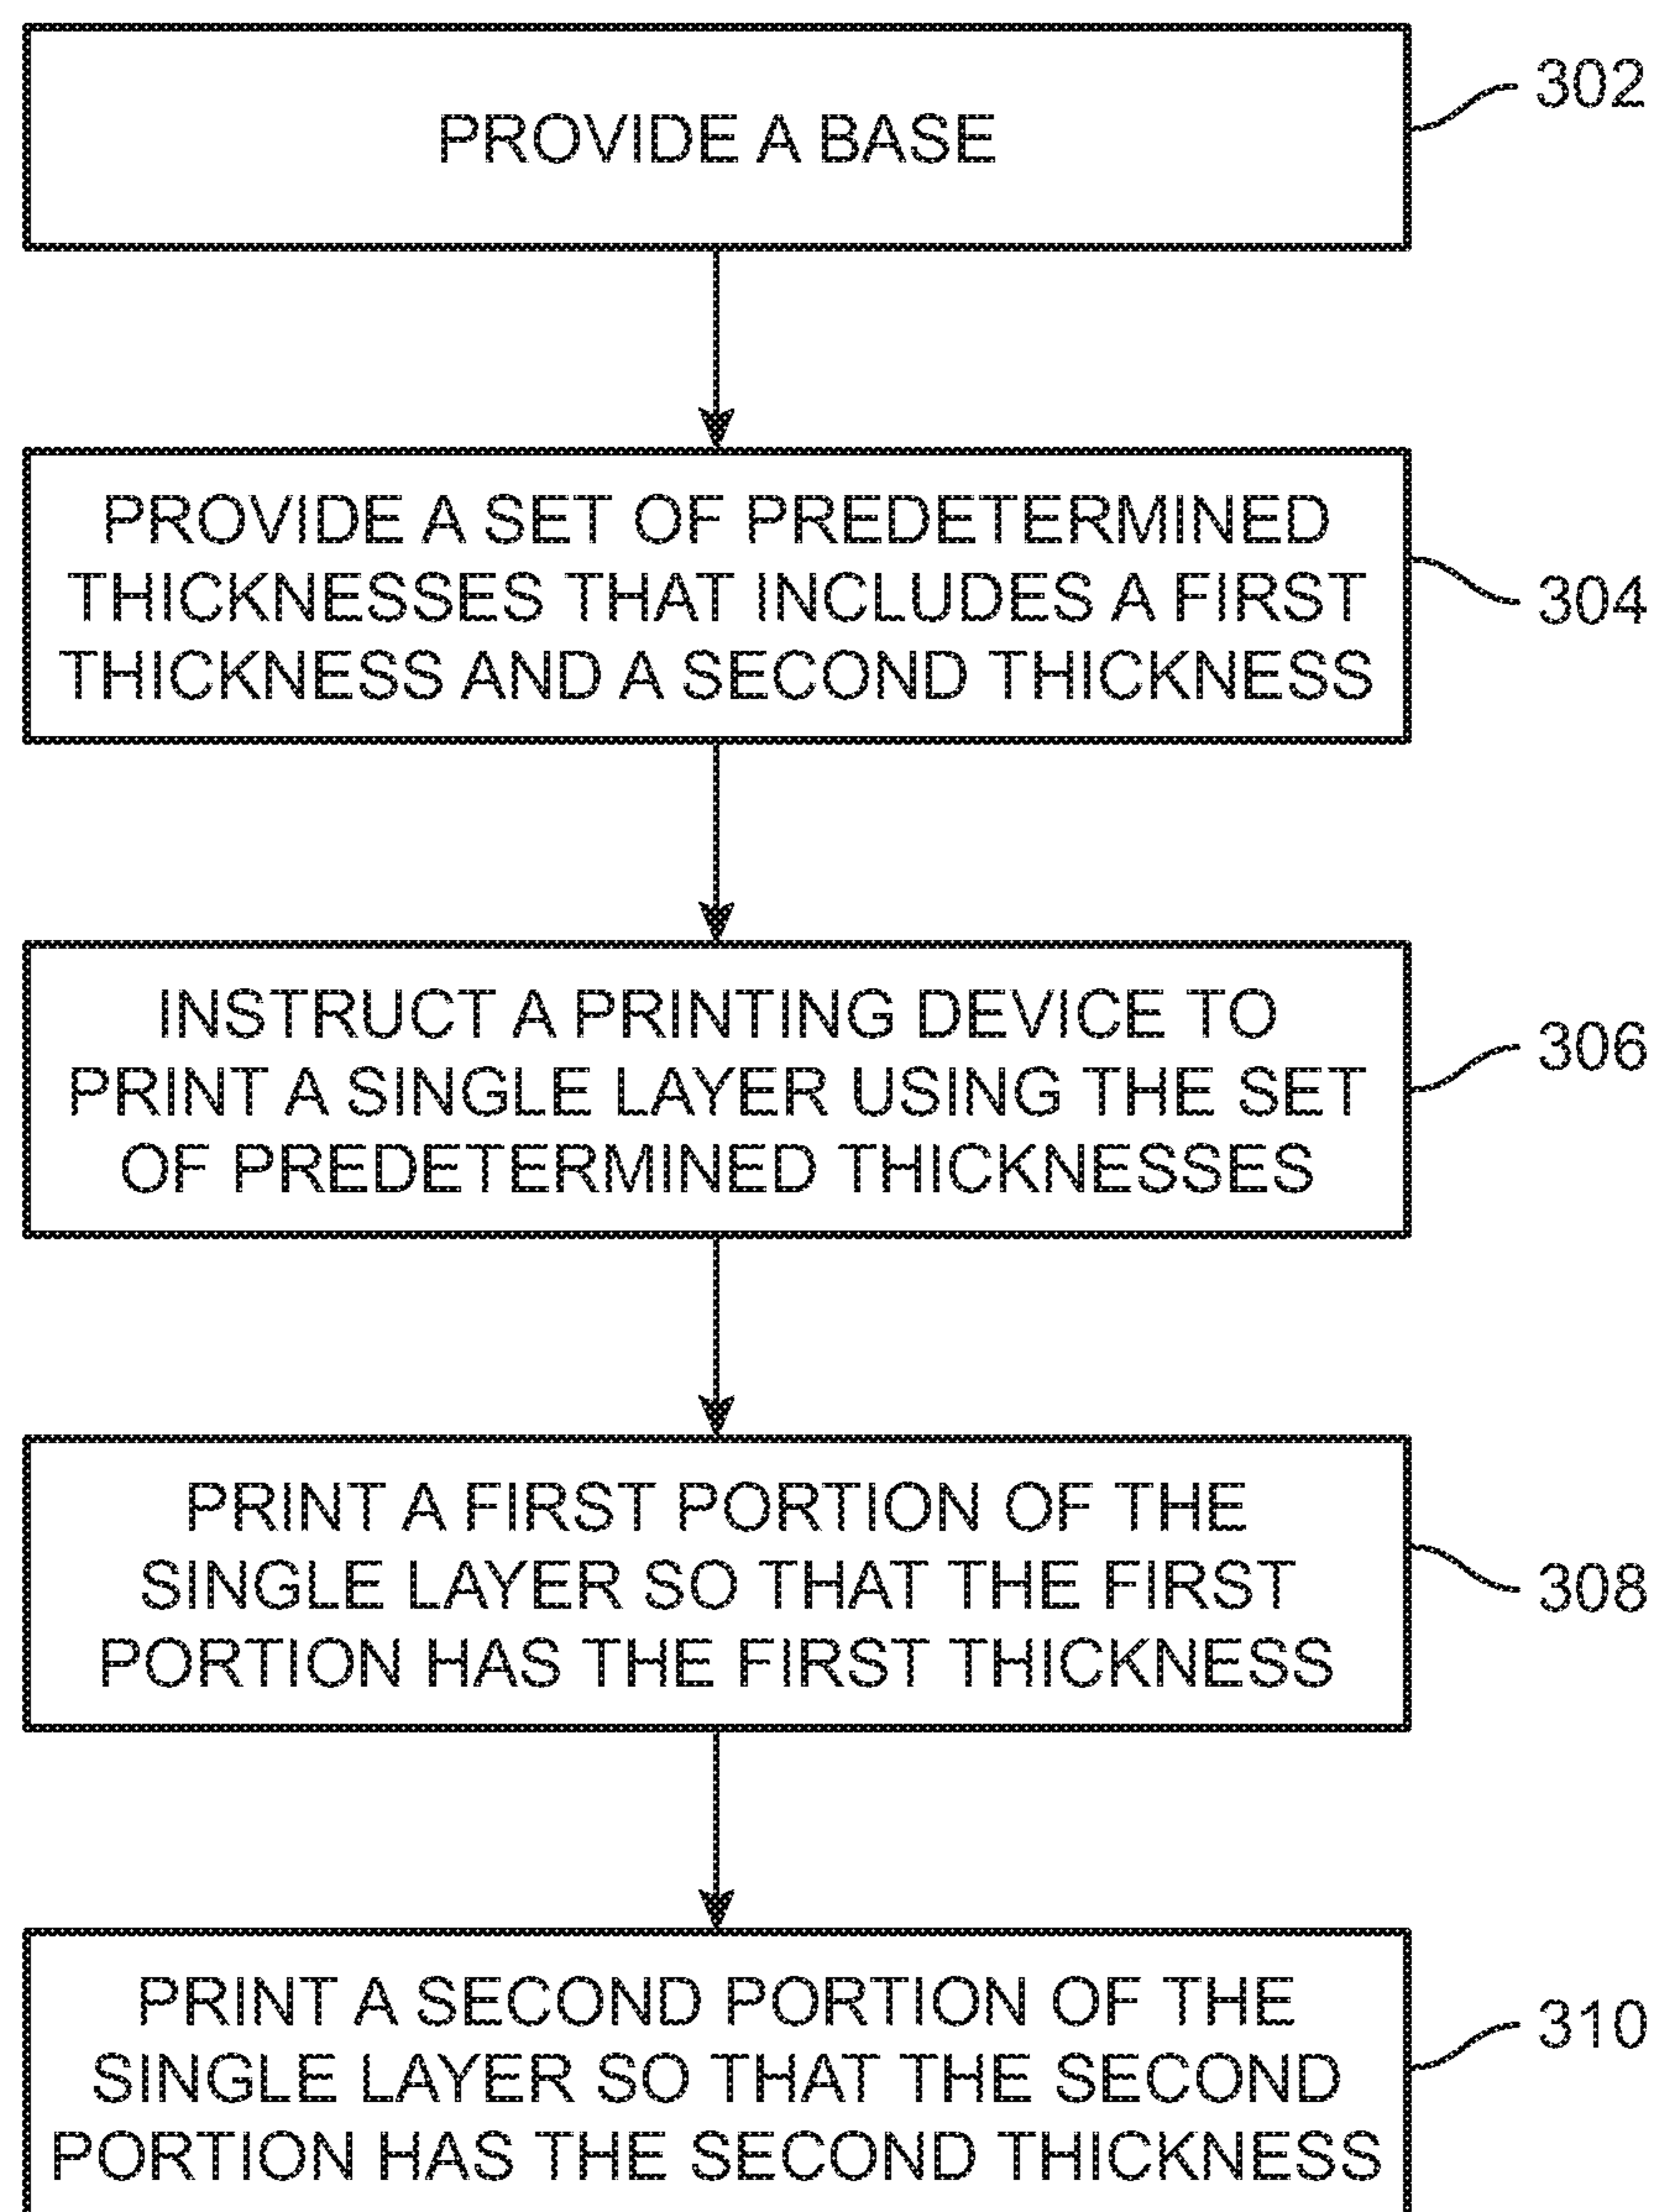 PROVIDE A BASE
302
PROVIDE A SET OF PREDETERMINED
THICKNESSES THAT INCLUDES A FIRST
THICKNESS AND A SECOND THICKNESS
304
INSTRUCT A PRINTING DEVICE TO
PRINT A SINGLE LAYER USING THE SET
OF PREDETERMINED THICKNESSES
306
PRINT A FIRST PORTION OF THE
SINGLE LAYER SO THAT THE FIRST
PORTION HAS THE FIRST THICKNESS
308
PRINT A SECOND PORTION OF THE
SINGLE LAYER SO THAT THE SECOND
PORTION HAS THE SECOND THICKNESS
310